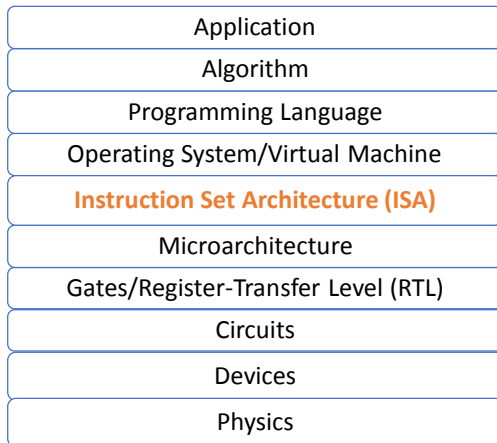 Application
Algorithm
Programming Language
Operating System/Virtual Machine
Instruction Set Architecture (ISA)
Microarchitecture
Gates/Register-Transfer Level (RTL)
Circuits
Devices
Physics